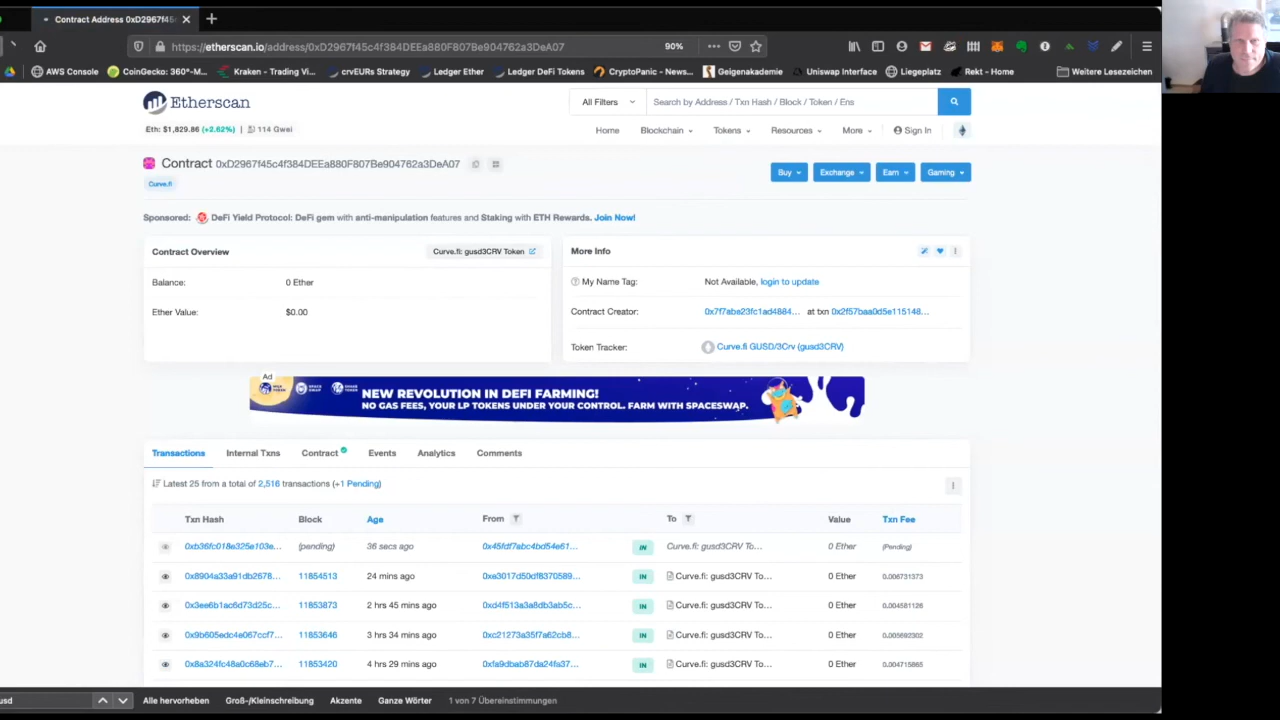 Contract Address 0xD2967f45
https://etherscan.io/address/0xD2967f45c4f384DEEa880F807Be904762a3DeA07
90%
AWS Console
CoinGecko: 360°-M...
Kraken - Trading Vi...
crvEURs Strategy
Ledger Ether
Ledger DeFi Tokens
CryptoPanic - News...
Geigenakademie
Uniswap Interface
Liegeplatz
Rekt - Home
Weitere Lesezeichen
Etherscan
All Filters
Search by Address / Txn Hash / Block / Token / Ens
Eth: $1,829.86 (+2.62%) | 114 Gwei
Home
Blockchain
Tokens
Resources
More
Sign In
Contract 0xD2967f45c4f384DEEa880F807Be904762a3DeA07
Buy
Exchange
Earn
Gaming
Curve.fi
Sponsored: DeFi Yield Protocol: DeFi gem with anti-manipulation features and Staking with ETH Rewards. Join Now!
Contract Overview
Curve.fi: gusd3CRV Token
More Info
Balance:
0 Ether
My Name Tag:
Not Available, login to update
Ether Value:
$0.00
Contract Creator:
at txn
Token Tracker:
Curve.fi GUSD/3Crv (gusd3CRV)
Ad
NEW REVOLUTION IN DEFI FARMING!
NO GAS FEES, YOUR LP TOKENS UNDER YOUR CONTROL. FARM WITH SPACESWAP.
Transactions
Internal Txns
Contract
Events
Analytics
Comments
Latest 25 from a total of 2,516 transactions (+1 Pending)
Txn Hash
Block
Age
From
To
Value
Txn Fee
0xb36fc018e325e103e... (pending) 36 secs ago 0x45fdf7abc4bd54e61... IN Curve.fi: gusd3CRV To... 0 Ether (Pending)
0x8904a33a91db2678... 11854513 24 mins ago 0xe3017d50df8370589... IN Curve.fi: gusd3CRV To... 0 Ether 0.006731373
0x3ee6b1ac6d73d25c... 11853873 2 hrs 45 mins ago 0xd4f513a3a8db3ab5c... IN Curve.fi: gusd3CRV To... 0 Ether 0.004581126
0x9b605edc4e067ccf7... 11853646 3 hrs 34 mins ago 0xc21273a35f7a62cb8... IN Curve.fi: gusd3CRV To... 0 Ether 0.005692302
0x8a324fc48a0c68eb7... 11853420 4 hrs 29 mins ago 0xfa9dbab87da24fa37... IN Curve.fi: gusd3CRV To... 0 Ether 0.004715865
usd
Alle hervorheben
Groß-/Kleinschreibung
Akzente
Ganze Wörter
1 von 7 Übereinstimmungen